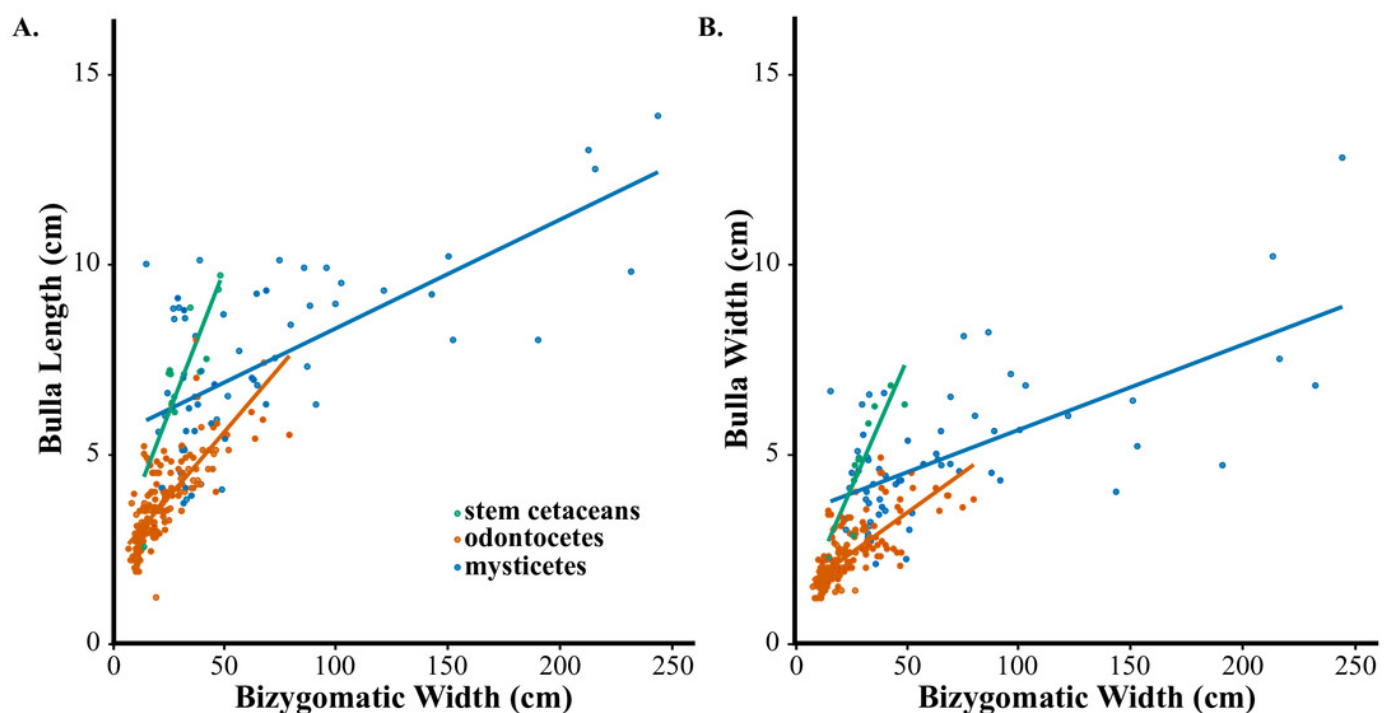 A.
15
10
5
0
Bulla Length (cm)
stem cetaceans
odontocetes
mysticetes
0 50 100 150 200 250
Bizygomatic Width (cm)
B.
15
10
5
0
Bulla Width (cm)
0 50 100 150 200 250
Bizygomatic Width (cm)